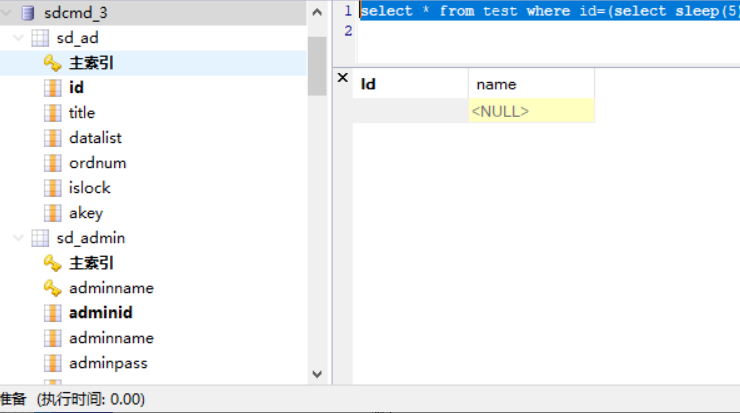 sdcmd_3
sd_ad
主索引
id
title
datalist
ordnum
islock
akey
sd_admin
主索引
adminname
adminid
adminname
adminpass
1 select * from test where id=(select sleep(5)
2
Id name
<NULL>
准备 (执行时间: 0.00)